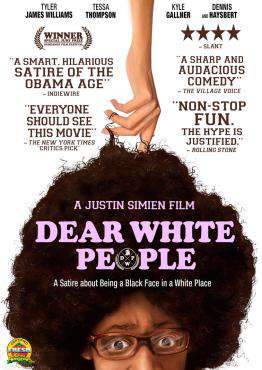 TYLER JAMES WILLIAMS
TESSA THOMPSON
KYLE GALLNER
AND DENNIS HAYSBERT
WINNER
★★★★
– SLANT
"A SMART, HILARIOUS
SATIRE OF THE
OBAMA AGE"
– INDIEWIRE
"A SHARP AND
AUDACIOUS
COMEDY"
– THE VILLAGE VOICE
"EVERYONE
SHOULD SEE
THIS MOVIE"
– THE NEW YORK TIMES
CRITICS PICK
"NON-STOP
FUN.
THE HYPE IS
JUSTIFIED."
– ROLLING STONE
A JUSTIN SIMIEN FILM
DEAR WHITE
PEOPLE
D P
W
A Satire about Being a Black Face in a White Place
FRESH